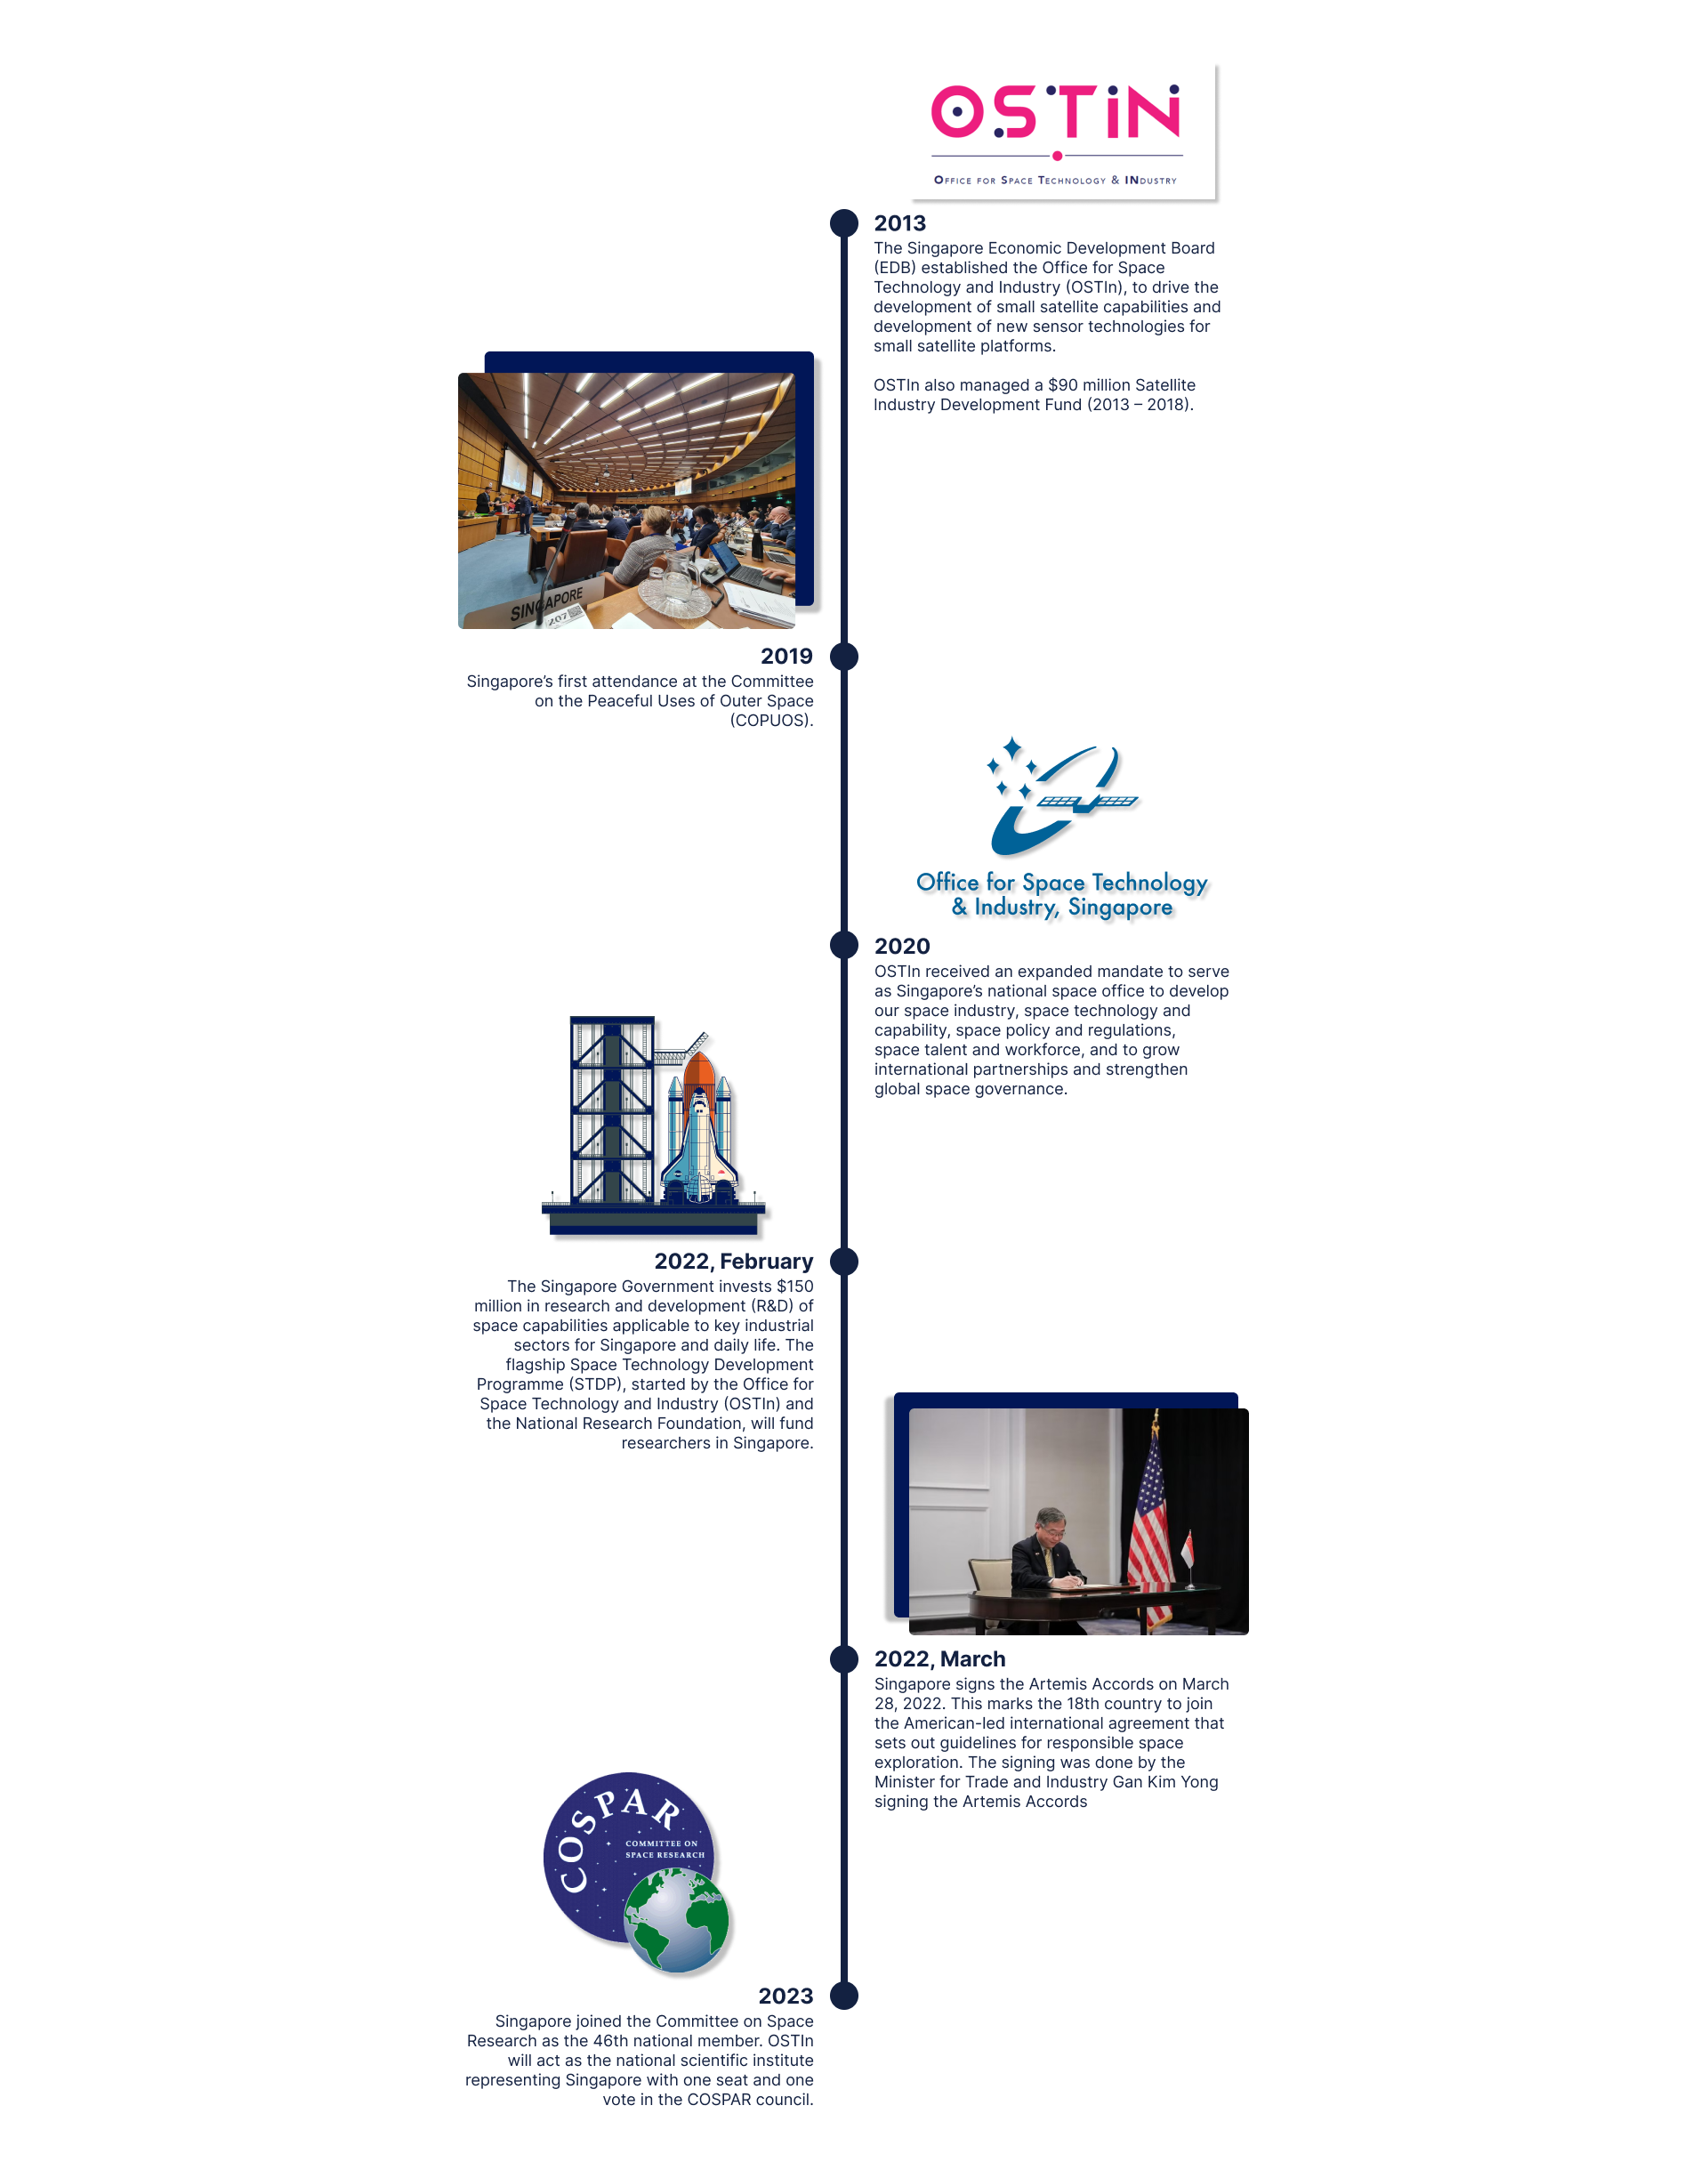 OSTIN
OFFICE FOR SPACE TECHNOLOGY & INDUSTRY
2013
The Singapore Economic Development Board
(EDB) established the Office for Space
Technology and Industry (OSTIn), to drive the
development of small satellite capabilities and
development of new sensor technologies for
small satellite platforms.
OSTIn also managed a $90 million Satellite
Industry Development Fund (2013 – 2018).
SINGAPORE
207
2019
Singapore’s first attendance at the Committee
on the Peaceful Uses of Outer Space
(COPUOS).
Office for Space Technology
& Industry, Singapore
2020
OSTIn received an expanded mandate to serve
as Singapore’s national space office to develop
our space industry, space technology and
capability, space policy and regulations,
space talent and workforce, and to grow
international partnerships and strengthen
global space governance.
2022, February
The Singapore Government invests $150
million in research and development (R&D) of
space capabilities applicable to key industrial
sectors for Singapore and daily life. The
flagship Space Technology Development
Programme (STDP), started by the Office for
Space Technology and Industry (OSTIn) and
the National Research Foundation, will fund
researchers in Singapore.
2022, March
Singapore signs the Artemis Accords on March
28, 2022. This marks the 18th country to join
the American-led international agreement that
sets out guidelines for responsible space
exploration. The signing was done by the
Minister for Trade and Industry Gan Kim Yong
signing the Artemis Accords
COSPAR
COMMITTEE ON
SPACE RESEARCH
2023
Singapore joined the Committee on Space
Research as the 46th national member. OSTIn
will act as the national scientific institute
representing Singapore with one seat and one
vote in the COSPAR council.